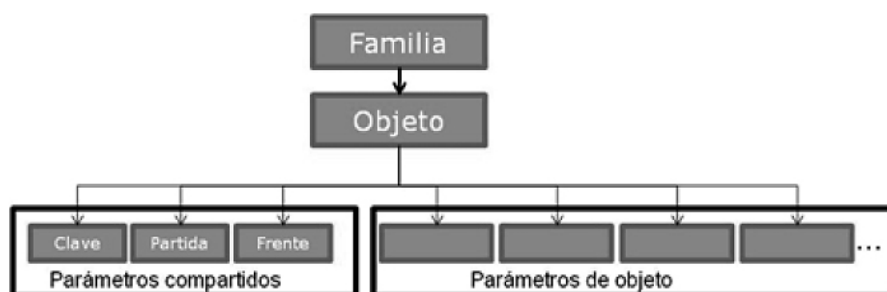 Familia
Objeto
Clave Partida Frente ...
Parámetros compartidos Parámetros de objeto